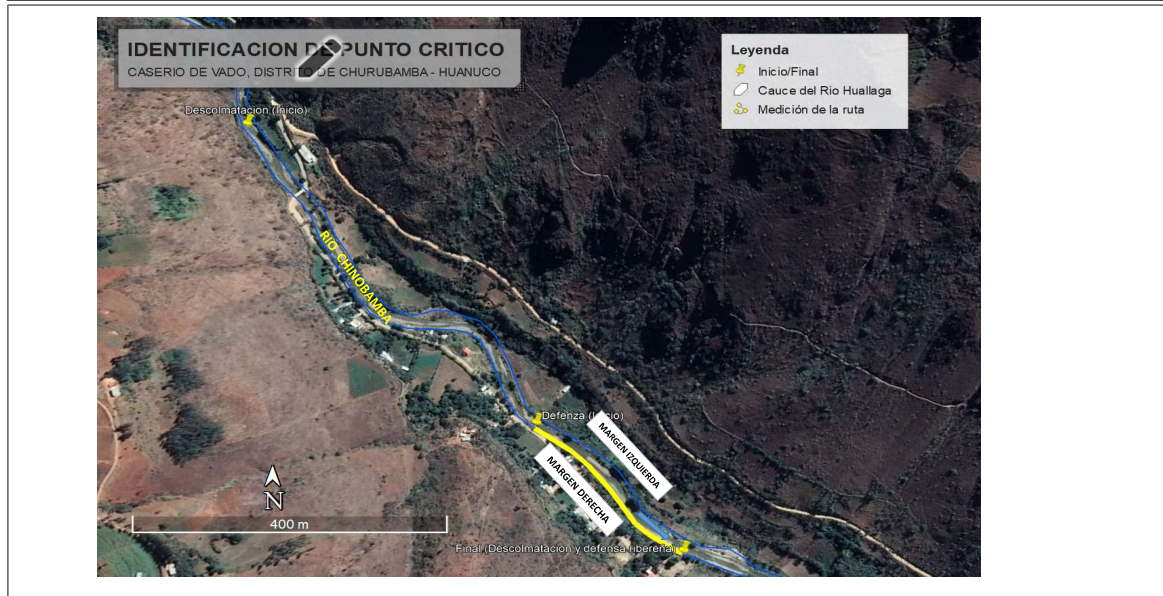 IDENTIFICACION DE PUNTO CRITICO
CASERIO DE VADO, DISTRITO DE CHURUBAMBA - HUANUCO
Leyenda
Inicio/Final
Cauce del Rio Huallaga
Medición de la ruta
Descolmatación (Inicio)
RIO CHINOBAMBA
Defenza (Inicio)
MARGEN IZQUIERDA
MARGEN DERECHA
N
400 m
Final (Descolmatacion y defensa riberena)